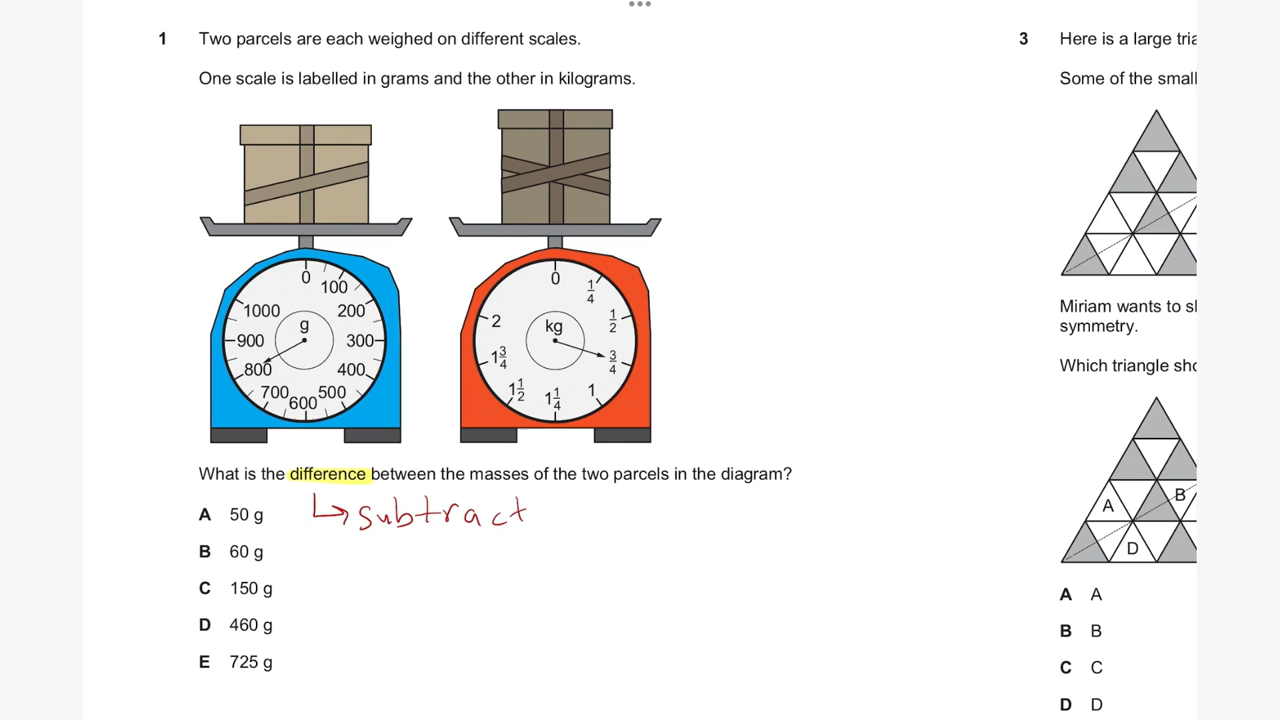 1 Two parcels are each weighed on different scales.
One scale is labelled in grams and the other in kilograms.
0
100
200
300
400
500
600
700
800
900
1000
g
0
1/4
1/2
3/4
1
1 1/4
1 1/2
1 3/4
2
kg
What is the difference between the masses of the two parcels in the diagram?
↳ subtract
A 50 g
B 60 g
C 150 g
D 460 g
E 725 g
3 Here is a large
Some of the small
Miriam wants to
symmetry.
Which triangle
A
B
D
A A
B B
C C
D D